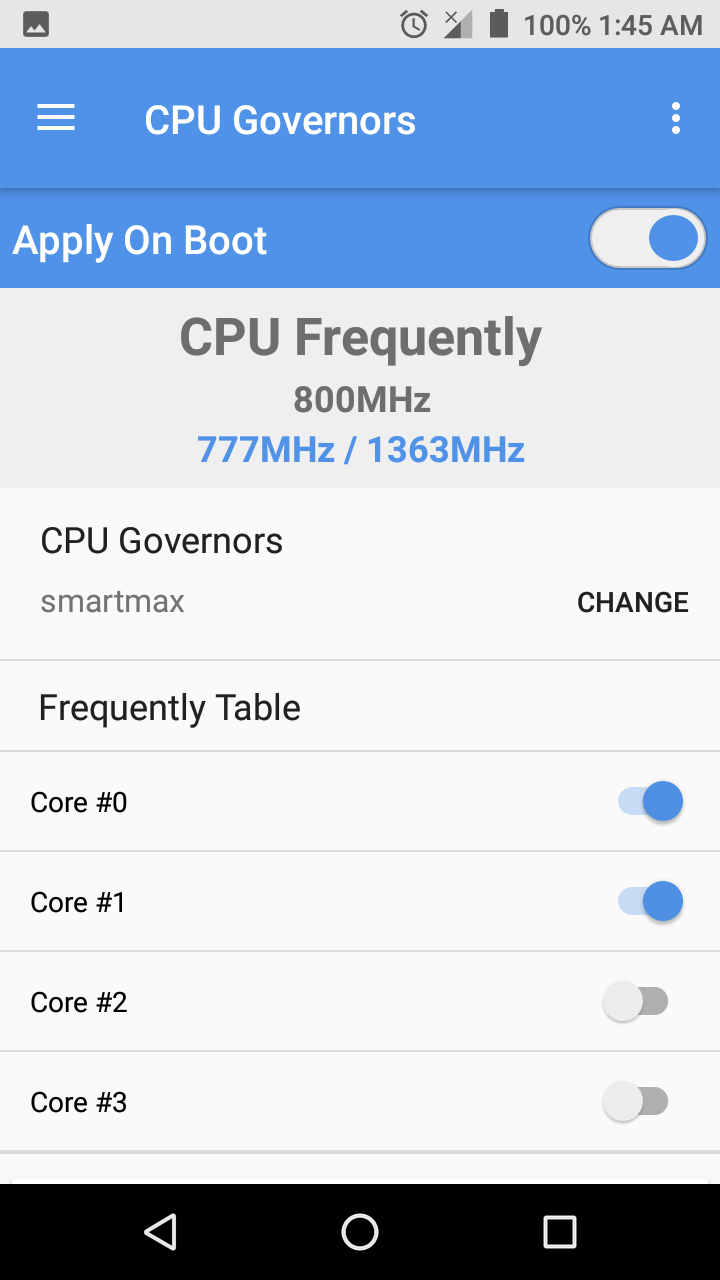 100% 1:45 AM
CPU Governors
Apply On Boot
CPU Frequently
800MHz
777MHz / 1363MHz
CPU Governors
smartmax CHANGE
Frequently Table
Core #0
Core #1
Core #2
Core #3